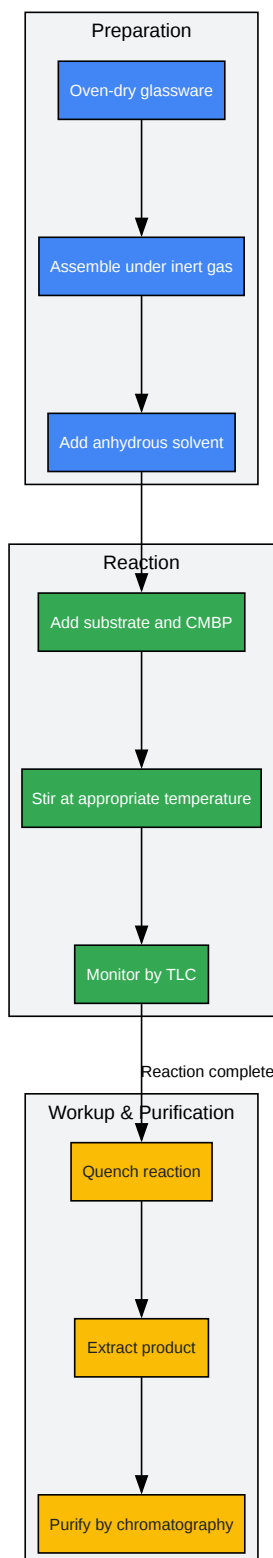 Preparation
Oven-dry glassware
Assemble under inert gas
Add anhydrous solvent
Reaction
Add substrate and CMBP
Stir at appropriate temperature
Monitor by TLC
Reaction complete
Workup & Purification
Quench reaction
Extract product
Purify by chromatography